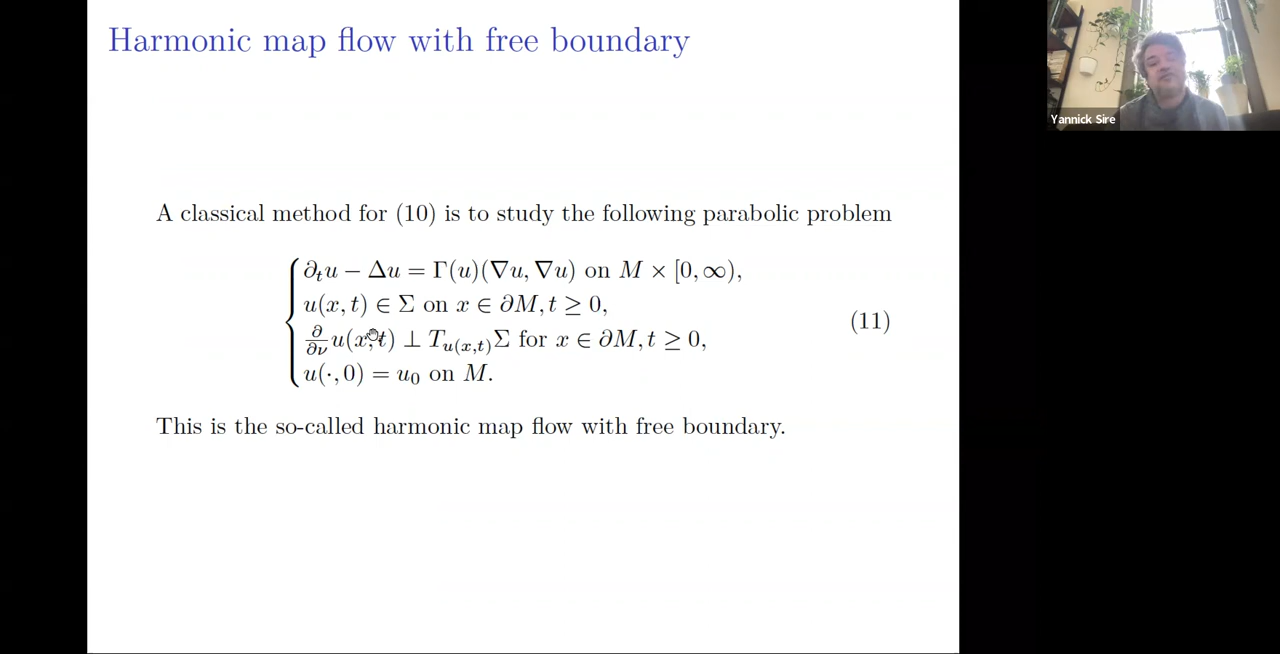 Harmonic map flow with free boundary
Yannick Sire
A classical method for (10) is to study the following parabolic problem
∂ₜu − Δu = Γ(u)(∇u, ∇u) on M × [0, ∞),
u(x, t) ∈ Σ on x ∈ ∂M, t ≥ 0,
∂/∂ν u(x, t) ⊥ T_{u(x,t)}Σ for x ∈ ∂M, t ≥ 0,
u(·, 0) = u₀ on M.
(11)
This is the so-called harmonic map flow with free boundary.